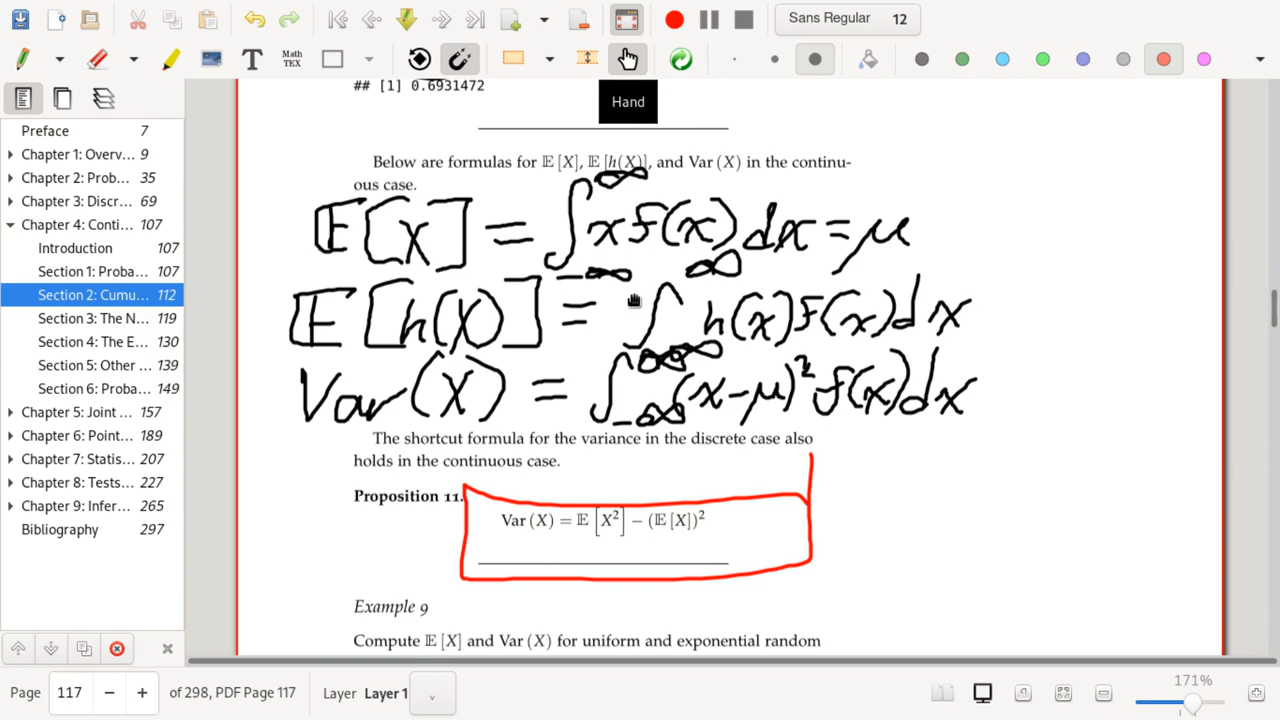 Sans Regular 12
T Math TEX
Preface 7
Chapter 1: Overv... 9
Chapter 2: Prob... 35
Chapter 3: Discr... 69
Chapter 4: Conti... 107
Introduction 107
Section 1: Proba... 107
Section 2: Cumu... 112
Section 3: The N... 119
Section 4: The E... 130
Section 5: Other ... 139
Section 6: Proba... 149
Chapter 5: Joint ... 157
Chapter 6: Point... 189
Chapter 7: Statis... 207
Chapter 8: Tests... 227
Chapter 9: Infer... 265
Bibliography 297
## [1] 0.6931472
Hand
Below are formulas for 𝔼 [X], 𝔼 [h(X)], and Var (X) in the continu-
ous case.
𝔼[X] = ∫_{-∞}^{∞} x f(x) dx = μ
𝔼[h(X)] = ∫_{-∞}^{∞} h(x) f(x) dx
Var(X) = ∫_{-∞}^{∞} (x-μ)² f(x) dx
The shortcut formula for the variance in the discrete case also
holds in the continuous case.
Proposition 11.
Var (X) = 𝔼 [X²] − (𝔼 [X])²
Example 9
Compute 𝔼 [X] and Var (X) for uniform and exponential random
Page 117 of 298, PDF Page 117 Layer Layer 1 171%